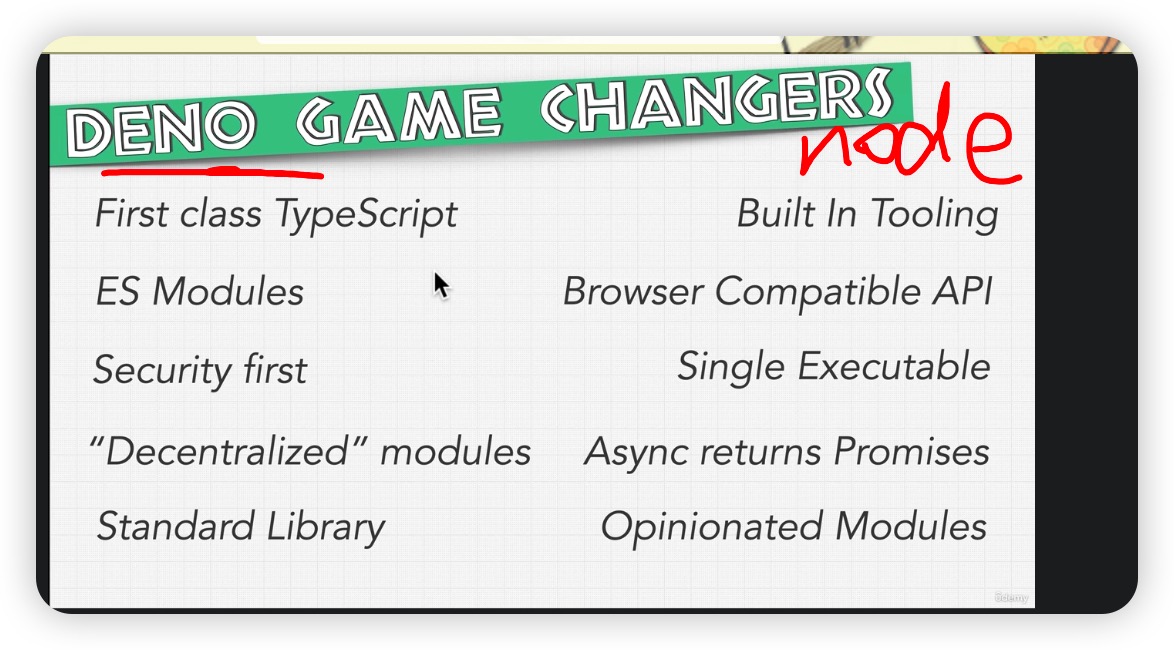 DENO GAME CHANGERS
node
First class TypeScript
Built In Tooling
ES Modules
Browser Compatible API
Security first
Single Executable
“Decentralized” modules
Async returns Promises
Standard Library
Opinionated Modules
ûdemy